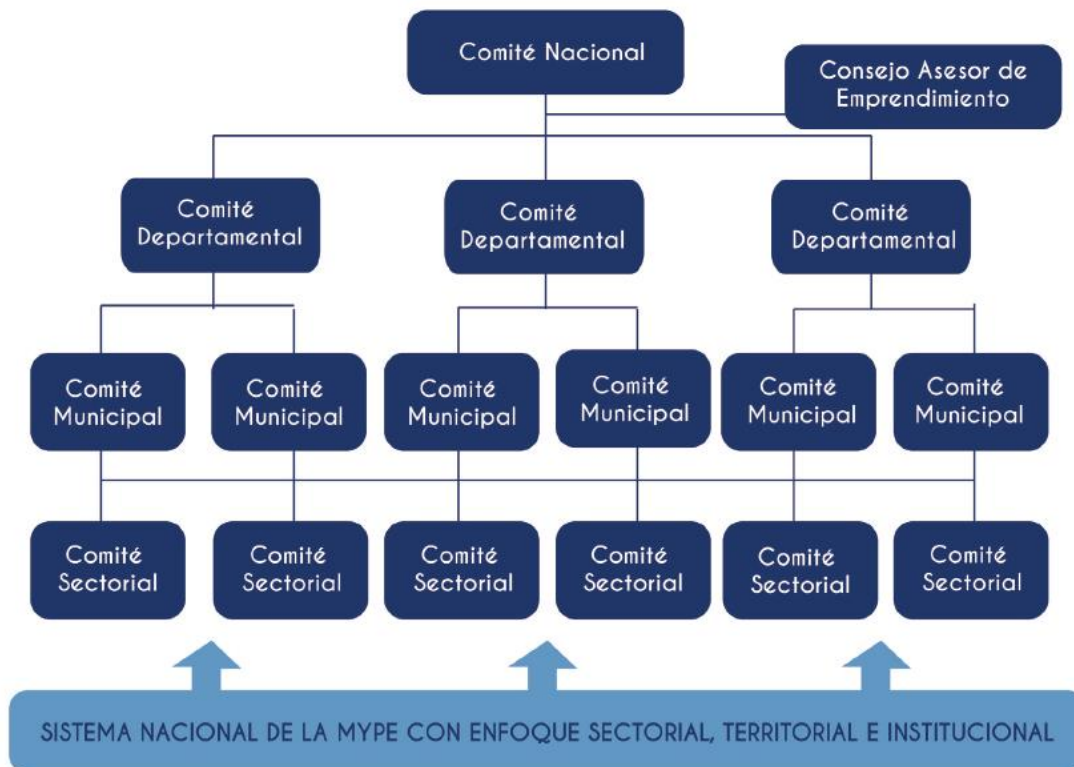 Comité Nacional
Consejo Asesor de
Emprendimiento
Comité
Departamental
Comité
Departamental
Comité
Departamental
Comité
Municipal
Comité
Municipal
Comité
Municipal
Comité
Municipal
Comité
Municipal
Comité
Municipal
Comité
Sectorial
Comité
Sectorial
Comité
Sectorial
Comité
Sectorial
Comité
Sectorial
Comité
Sectorial
SISTEMA NACIONAL DE LA MYPE CON ENFOQUE SECTORIAL, TERRITORIAL E INSTITUCIONAL